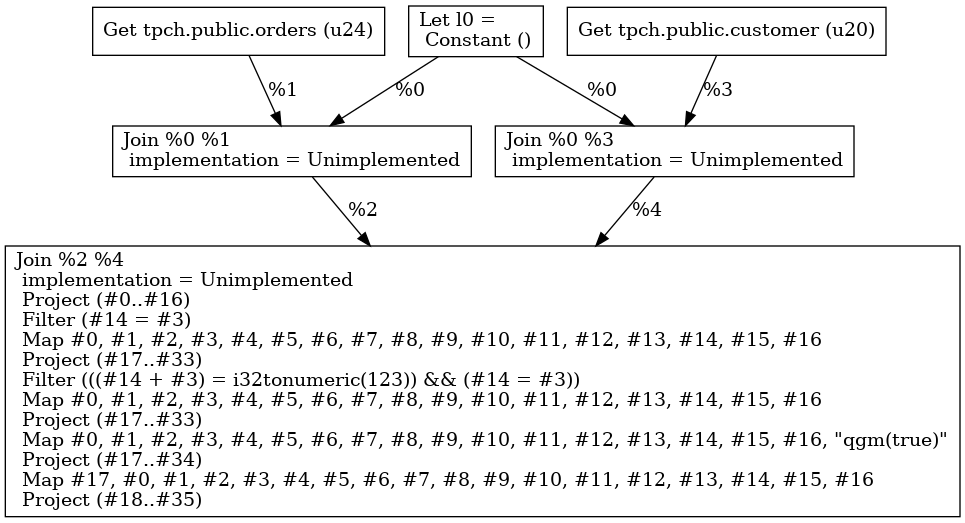 Get tpch.public.orders (u24)
Let l0 =
Constant ()
Get tpch.public.customer (u20)
%1
%0
%0
%3
Join %0 %1
implementation = Unimplemented
Join %0 %3
implementation = Unimplemented
%2
%4
Join %2 %4
implementation = Unimplemented
Project (#0..#16)
Filter (#14 = #3)
Map #0, #1, #2, #3, #4, #5, #6, #7, #8, #9, #10, #11, #12, #13, #14, #15, #16
Project (#17..#33)
Filter (((#14 + #3) = i32tonumeric(123)) && (#14 = #3))
Map #0, #1, #2, #3, #4, #5, #6, #7, #8, #9, #10, #11, #12, #13, #14, #15, #16
Project (#17..#33)
Map #0, #1, #2, #3, #4, #5, #6, #7, #8, #9, #10, #11, #12, #13, #14, #15, #16, "qgm(true)"
Project (#17..#34)
Map #17, #0, #1, #2, #3, #4, #5, #6, #7, #8, #9, #10, #11, #12, #13, #14, #15, #16
Project (#18..#35)